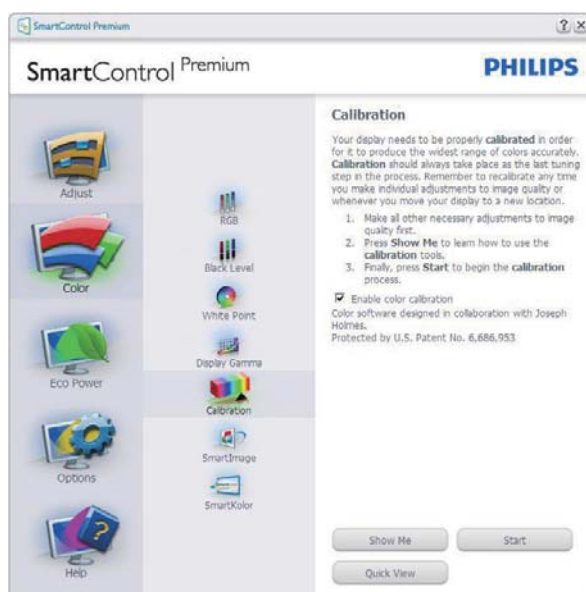 SmartControl Premium
SmartControl Premium
PHILIPS
Adjust
Color
Eco Power
Options
Help
RGB
Black Level
White Point
Display Gamma
Calibration
SmartImage
SmartKolor
Calibration
Your display needs to be properly calibrated in order
for it to produce the widest range of colors accurately.
Calibration should always take place as the last tuning
step in the process. Remember to recalibrate any time
you make individual adjustments to image quality or
whenever you move your display to a new location.
1. Make all other necessary adjustments to image
quality first.
2. Press Show Me to learn how to use the
calibration tools.
3. Finally, press Start to begin the calibration
process.
Enable color calibration
Color software designed in collaboration with Joseph
Holmes.
Protected by U.S. Patent No. 6,686,953
Show Me
Start
Quick View